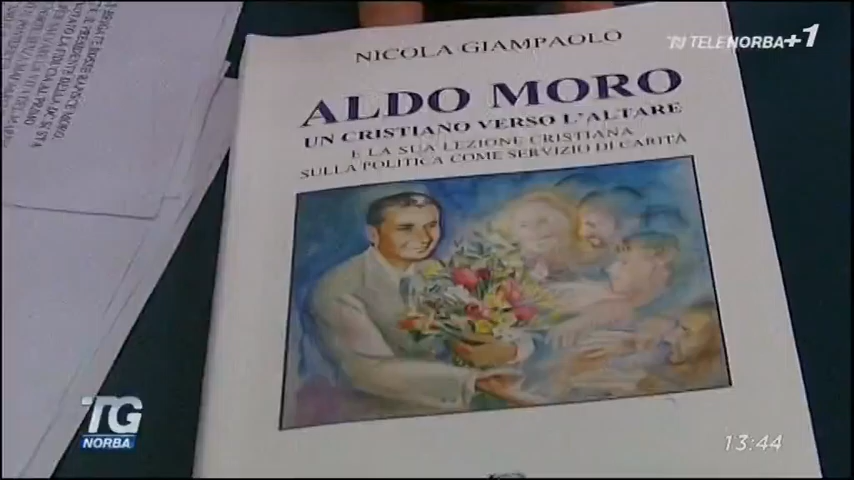 TN TELENORBA+1
NICOLA GIAMPAOLO
ALDO MORO
UN CRISTIANO VERSO L'ALTARE
E LA SUA LEZIONE CRISTIANA
SULLA POLITICA COME SERVIZIO DI CARITÀ
TG
NORBA
13:44